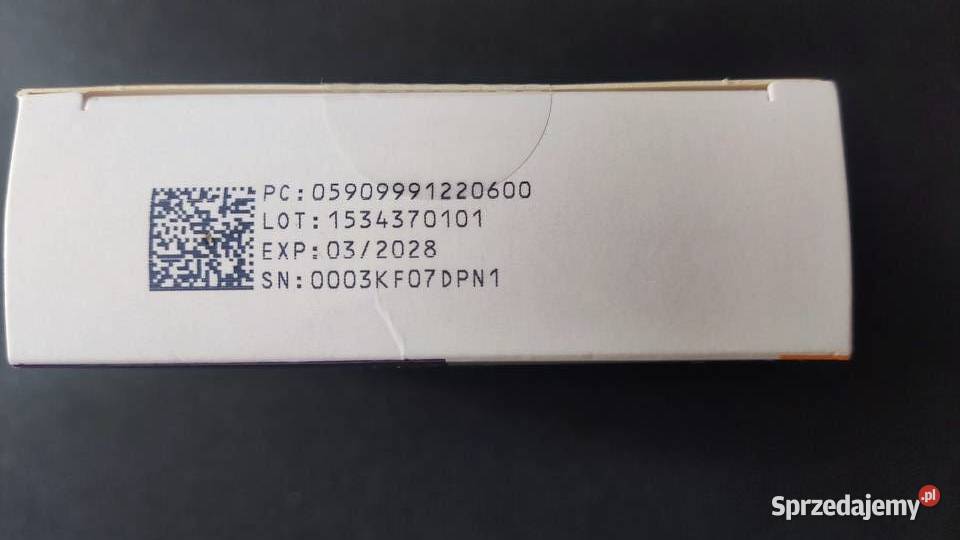 PC:05909991220600
LOT:1534370101
EXP:03/2028
SN:0003KF07DPN1
Sprzedajemy.pl